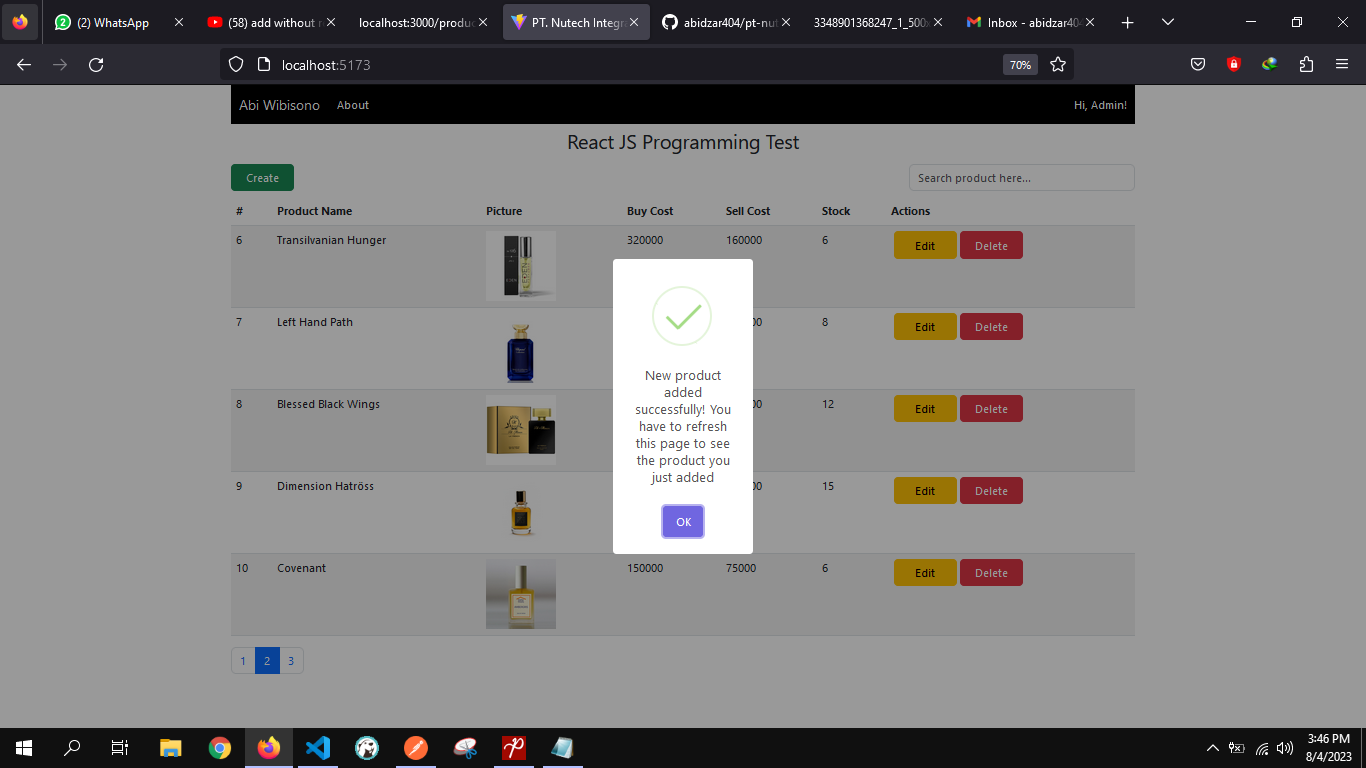 (2) WhatsApp
(58) add without r
localhost:3000/produc
PT. Nutech Integra
abidzar404/pt-nut
3348901368247_1_500x
Inbox - abidzar404
localhost:5173
70%
Abi Wibisono
About
Hi, Admin!
React JS Programming Test
Create
Search product here...
# Product Name Picture Buy Cost Sell Cost Stock Actions
6 Transilvanian Hunger 320000 160000 6 Edit Delete
7 Left Hand Path 00 8 Edit Delete
8 Blessed Black Wings 00 12 Edit Delete
9 Dimension Hatröss 00 15 Edit Delete
10 Covenant 150000 75000 6 Edit Delete
New product
added
successfully! You
have to refresh
this page to see
the product you
just added
OK
1 2 3
3:46 PM
8/4/2023